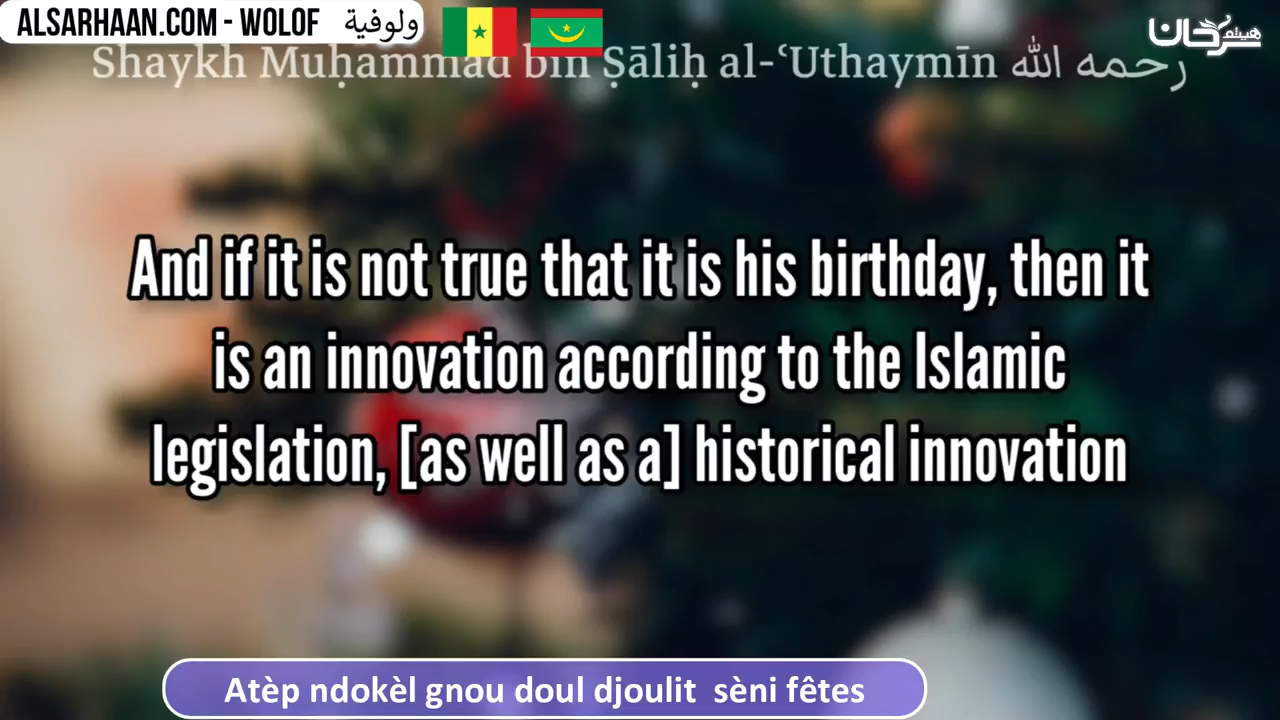 ALSARHAAN.COM - WOLOF ولوفية
هيثم سرحان
Shaykh Muḥammad bin Ṣāliḥ al-ʿUthaymīn رحمه الله
And if it is not true that it is his birthday, then it
is an innovation according to the Islamic
legislation, [as well as a] historical innovation
Atèp ndokèl gnou doul djoulit sèni fêtes